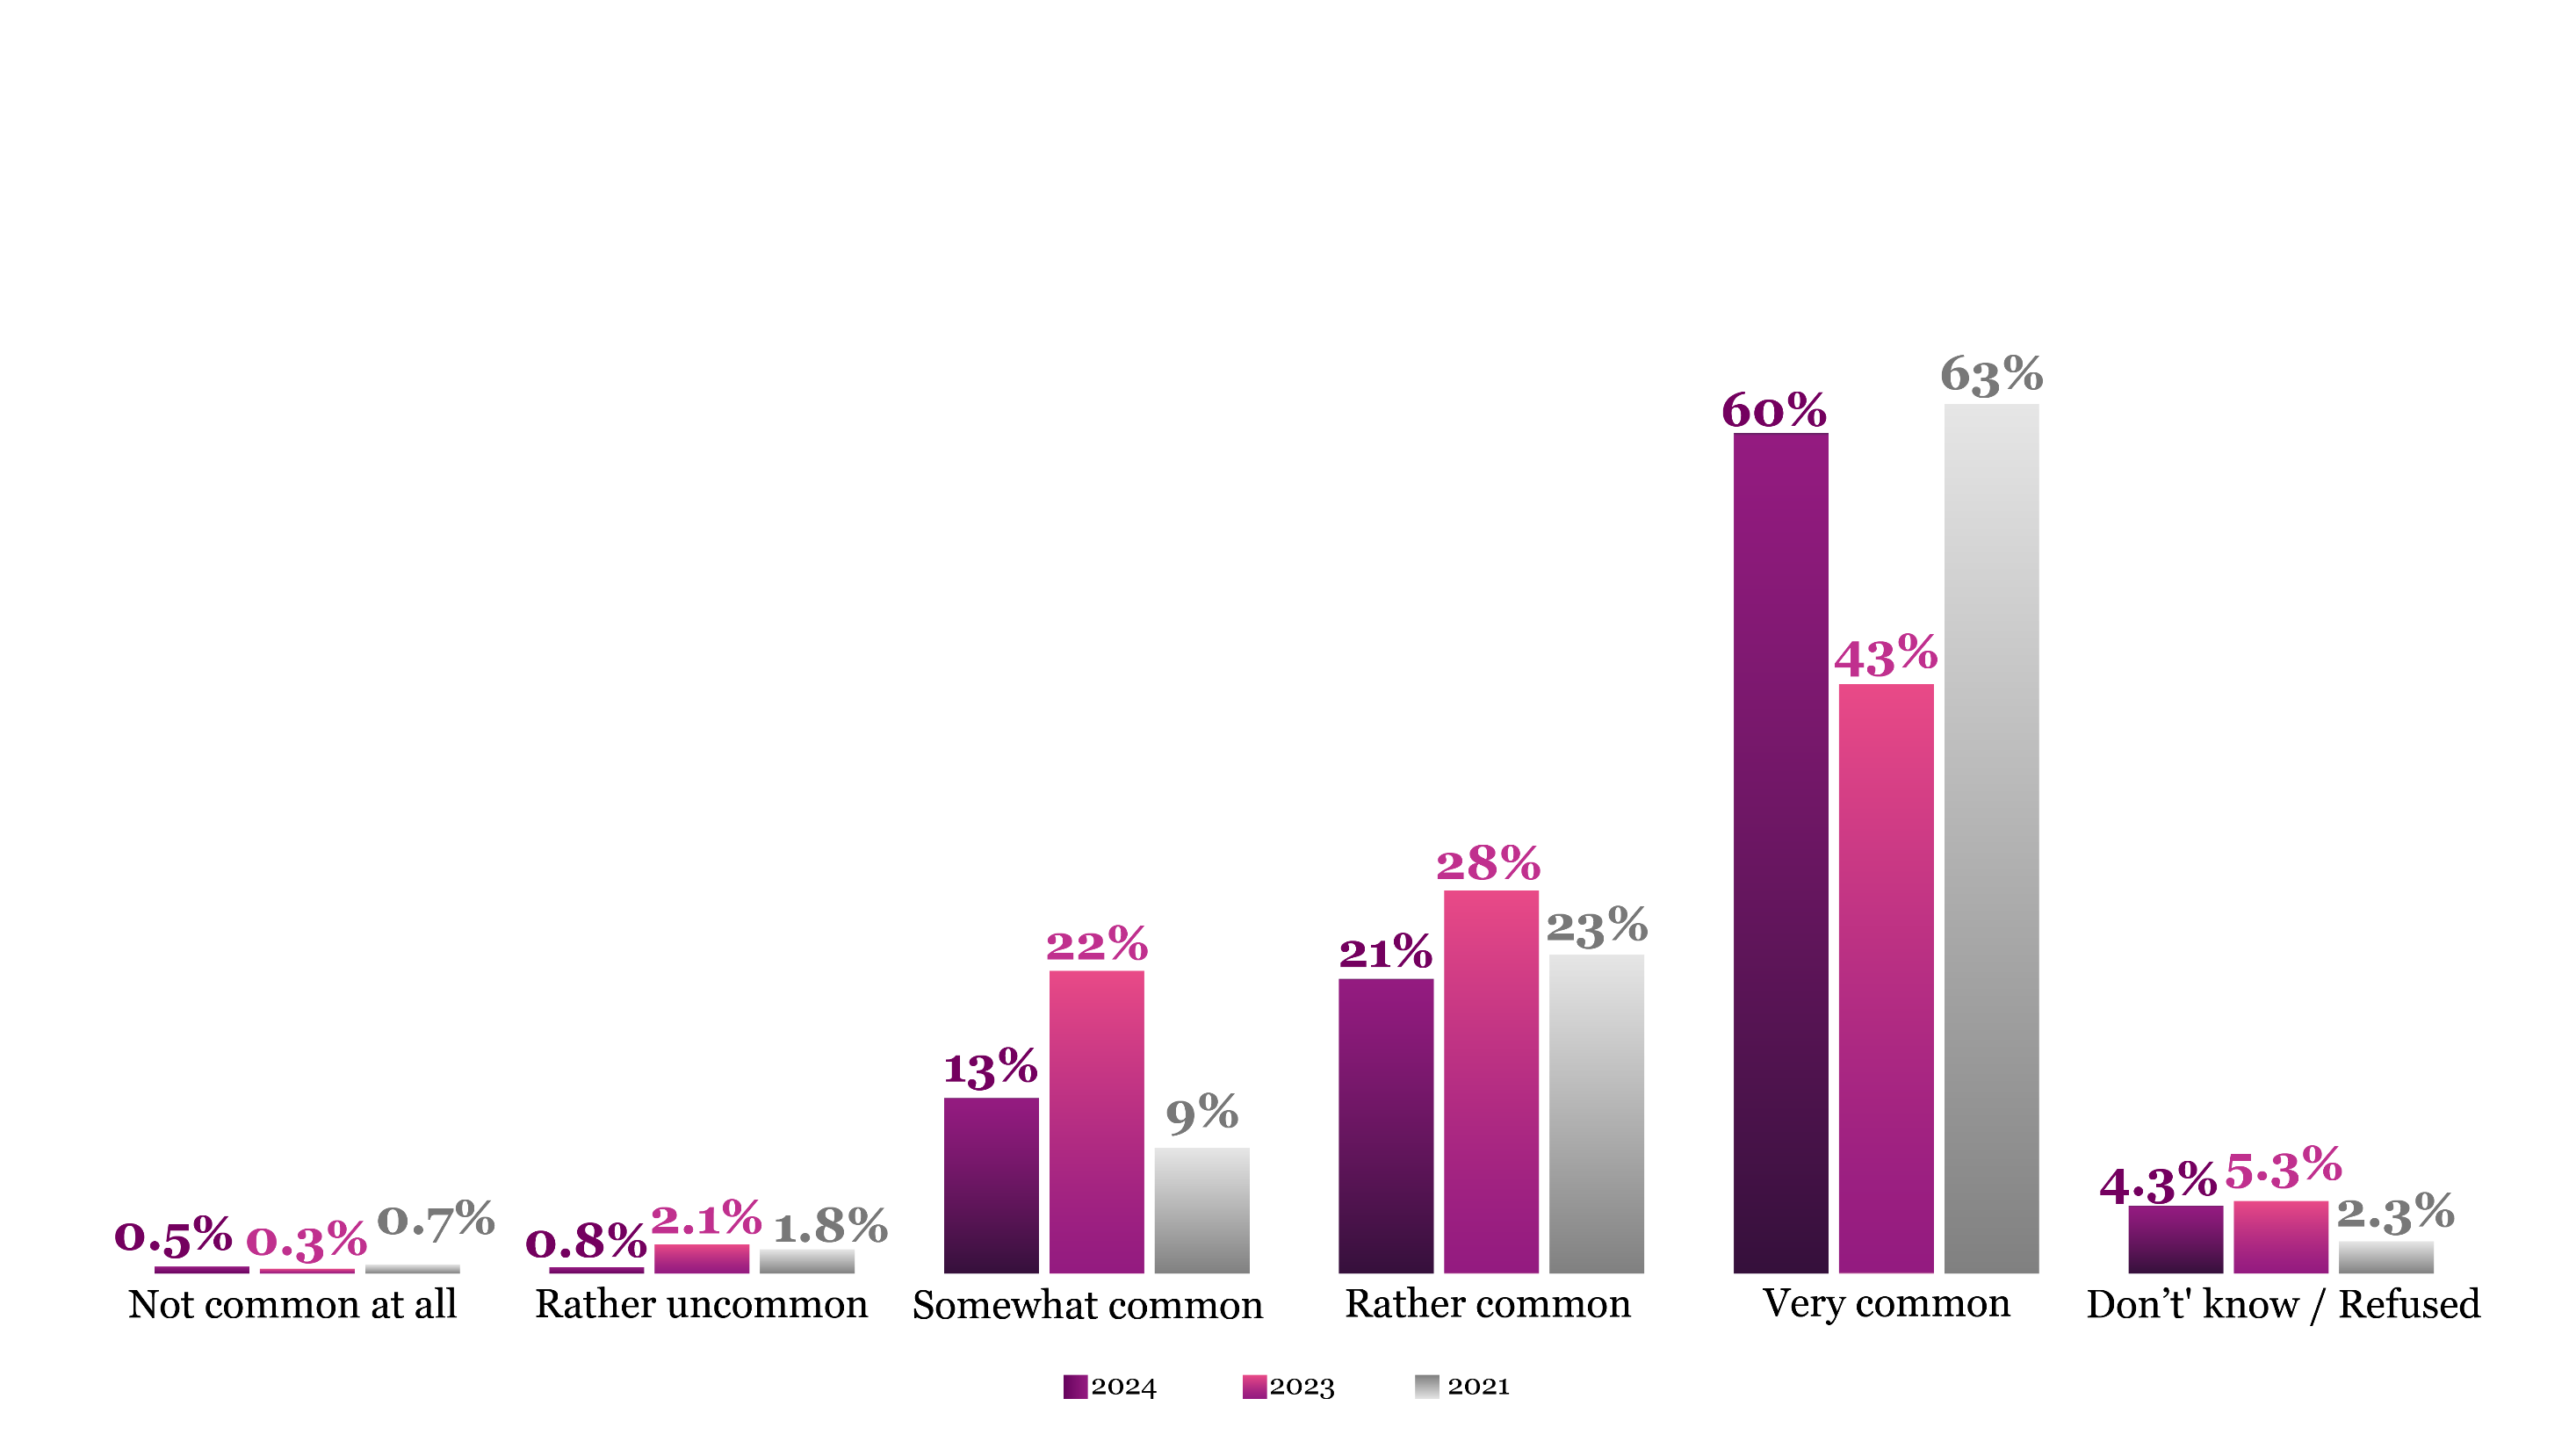 0.5% 0.3% 0.7%
0.8% 2.1% 1.8%
13% 22% 9%
21% 28% 23%
60% 43% 63%
4.3% 5.3% 2.3%
Not common at all
Rather uncommon
Somewhat common
Rather common
Very common
Don’t' know / Refused
2024 2023 2021